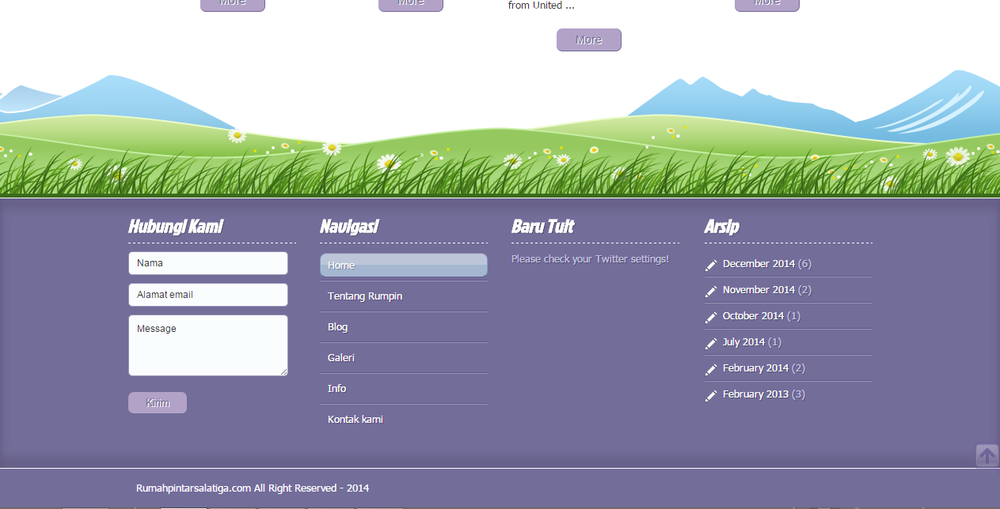 More
More
from United ...
More
More
Hubungi Kami
Nama
Alamat email
Message
Kirim
Navigasi
Home
Tentang Rumpin
Blog
Galeri
Info
Kontak kami
Baru Tuit
Please check your Twitter settings!
Arsip
December 2014 (6)
November 2014 (2)
October 2014 (1)
July 2014 (1)
February 2014 (2)
February 2013 (3)
Rumahpintarsalatiga.com All Right Reserved - 2014